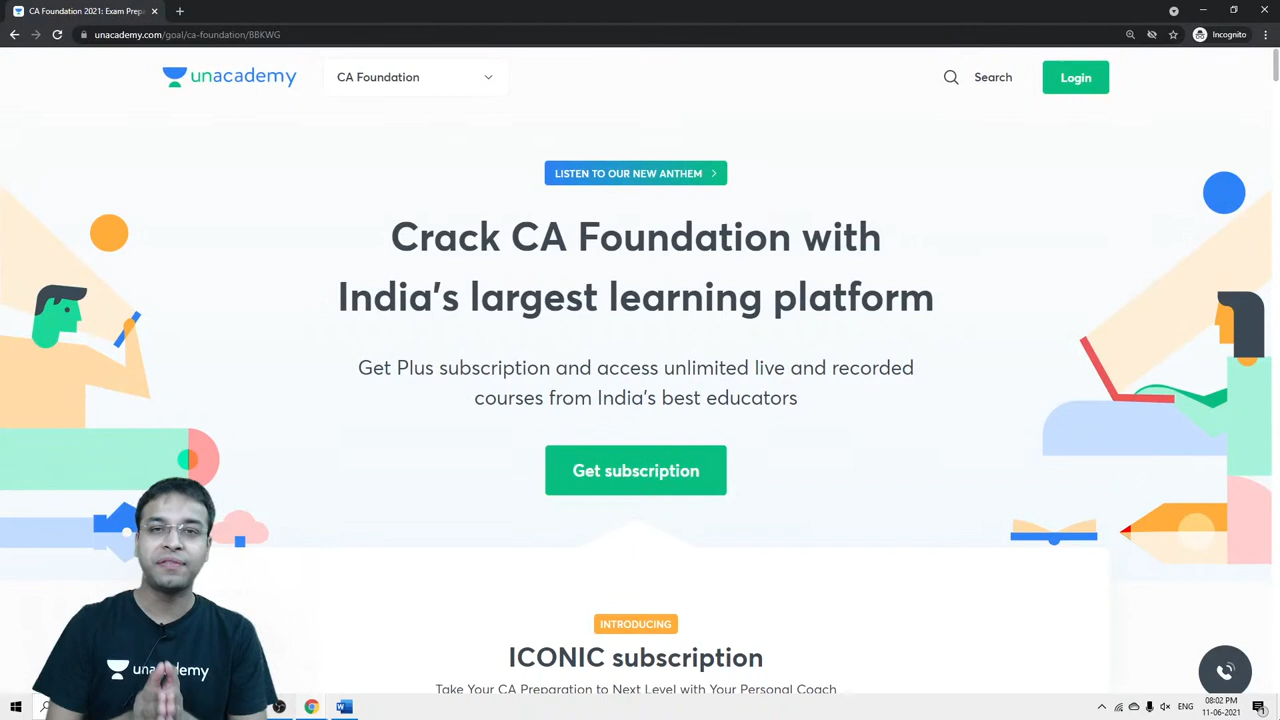 CA Foundation 2021: Exam Prep
unacademy.com/goal/ca-foundation/BBKWG
Incognito
unacademy
CA Foundation
Search
Login
LISTEN TO OUR NEW ANTHEM
Crack CA Foundation with
India's largest learning platform
Get Plus subscription and access unlimited live and recorded
courses from India's best educators
Get subscription
INTRODUCING
ICONIC subscription
Take Your CA Preparation to Next Level with Your Personal Coach
ENG
08:02 PM
11-06-2021